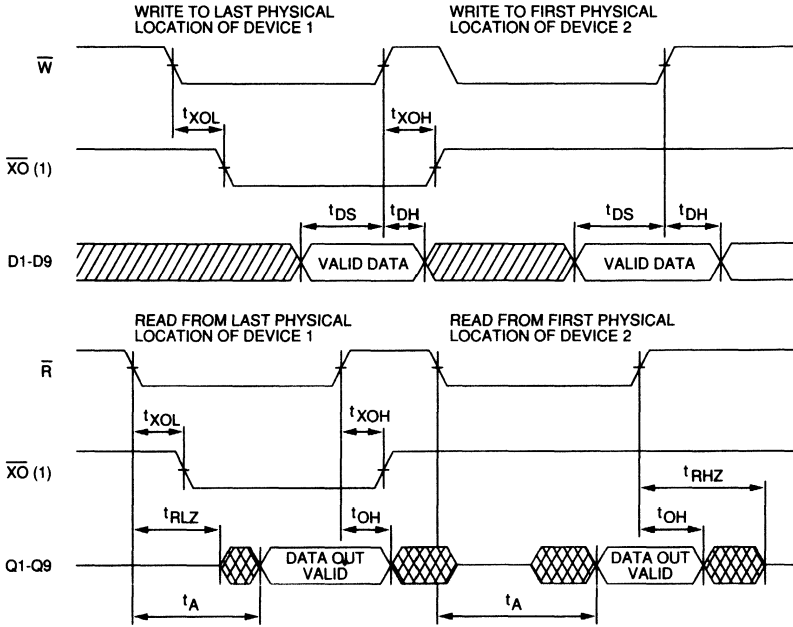 WRITE TO LAST PHYSICAL
LOCATION OF DEVICE 1
WRITE TO FIRST PHYSICAL
LOCATION OF DEVICE 2
W̅
tXOL
tXOH
X̅O̅ (1)
tDS
tDH
tDS
tDH
D1-D9
VALID DATA
VALID DATA
READ FROM LAST PHYSICAL
LOCATION OF DEVICE 1
READ FROM FIRST PHYSICAL
LOCATION OF DEVICE 2
R̅
tXOL
tXOH
X̅O̅ (1)
tRHZ
tRLZ
tOH
tOH
Q1-Q9
DATA OUT
VALID
DATA OUT
VALID
tA
tA